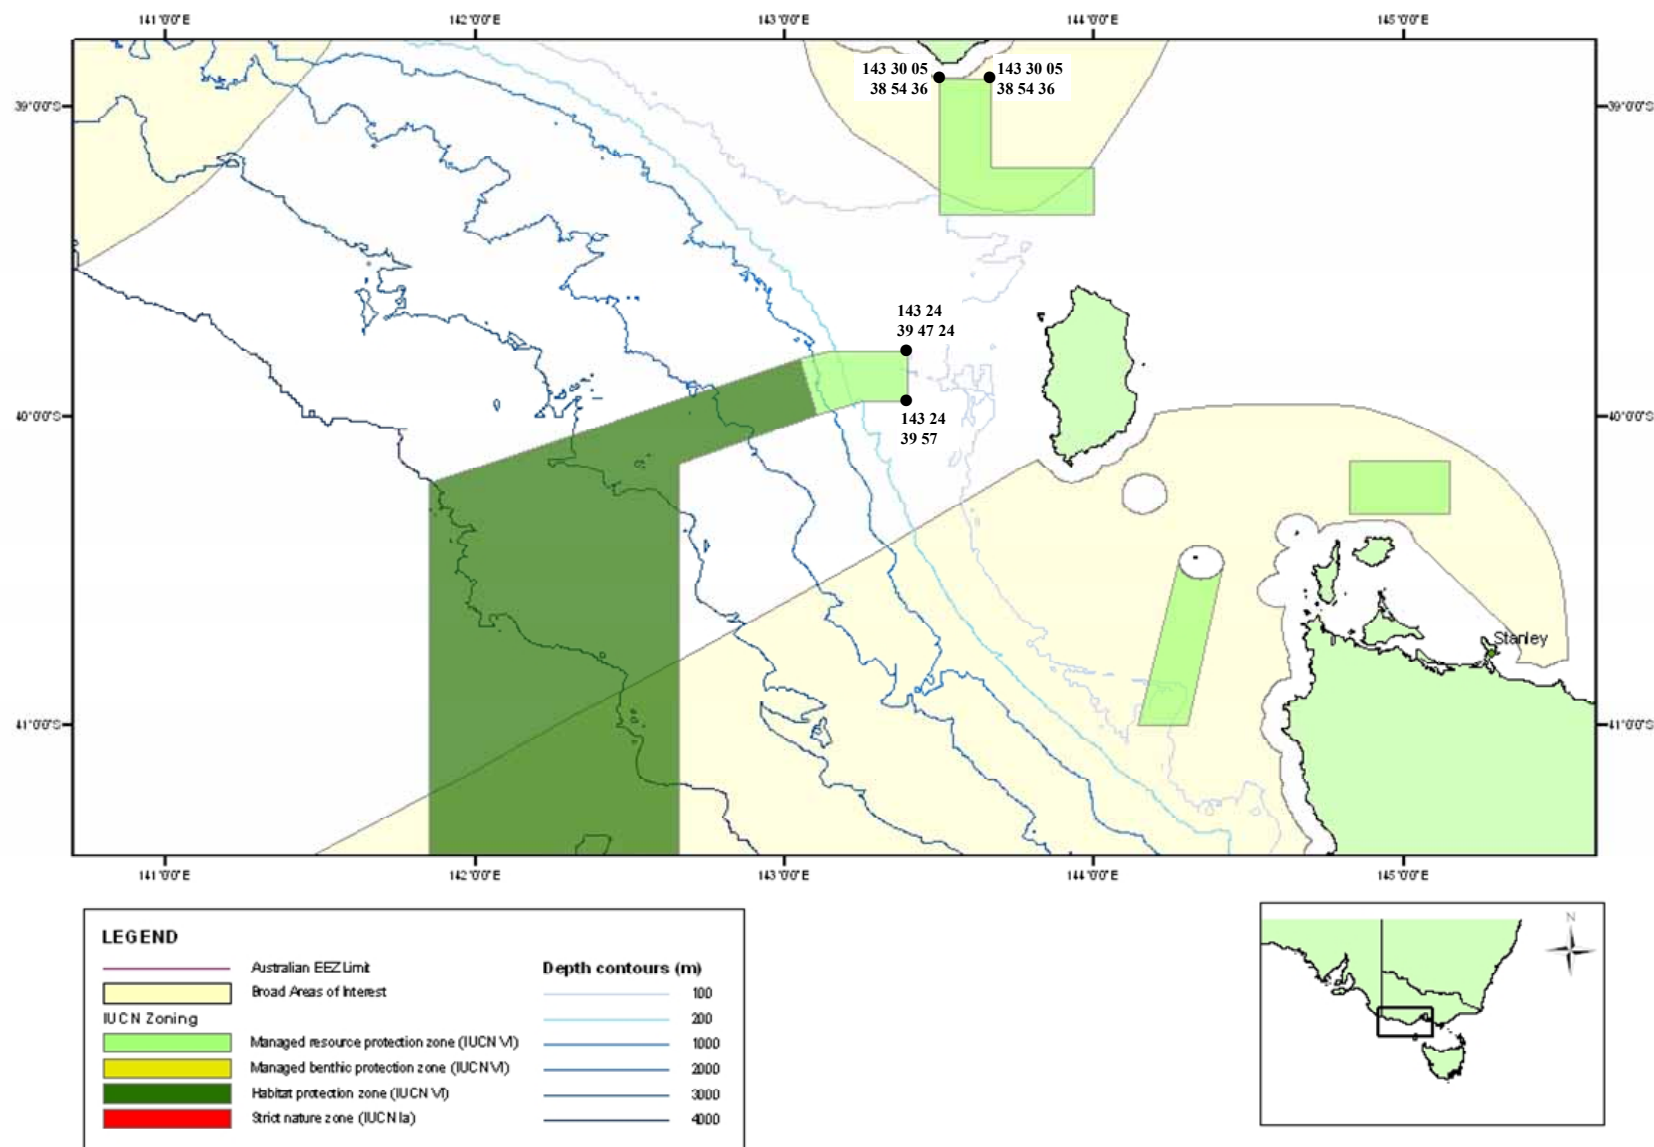 141°0'0"E 142°0'0"E 143°0'0"E 144°0'0"E 145°0'0"E
143 30 05
38 54 36
143 30 05
38 54 36
39°0'0"S 39°0'0"S
143 24
39 47 24
40°0'0"S 40°0'0"S
143 24
39 57
Stanley
41°0'0"S 41°0'0"S
141°0'0"E 142°0'0"E 143°0'0"E 144°0'0"E 145°0'0"E
LEGEND
Australian EEZ Limit
Broad Areas of Interest
IUCN Zoning
Managed resource protection zone (IUCN VI)
Managed benthic protection zone (IUCN VI)
Habitat protection zone (IUCN VI)
Strict nature zone (IUCN Ia)
Depth contours (m)
100
200
1000
2000
3000
4000
N